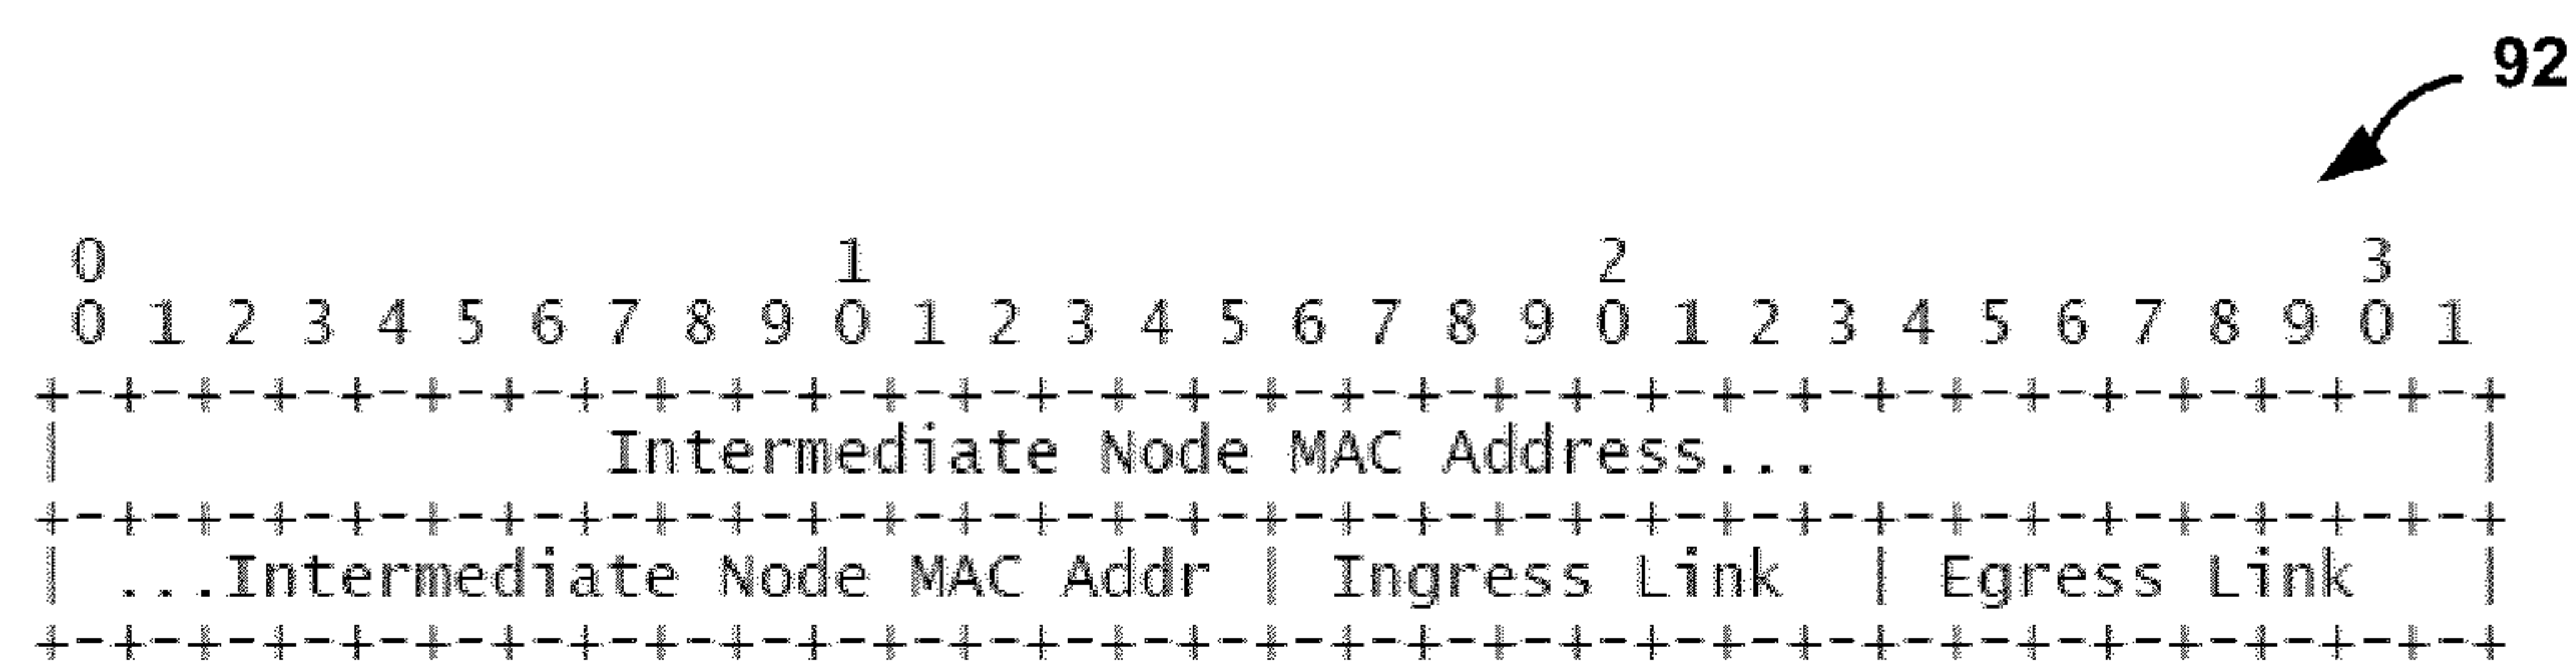 92
0                   1                   2                   3
0 1 2 3 4 5 6 7 8 9 0 1 2 3 4 5 6 7 8 9 0 1 2 3 4 5 6 7 8 9 0 1
+-+-+-+-+-+-+-+-+-+-+-+-+-+-+-+-+-+-+-+-+-+-+-+-+-+-+-+-+-+-+-+-+
|              Intermediate Node MAC Address...                 |
+-+-+-+-+-+-+-+-+-+-+-+-+-+-+-+-+-+-+-+-+-+-+-+-+-+-+-+-+-+-+-+-+
| ...Intermediate Node MAC Addr | Ingress Link  | Egress Link   |
+-+-+-+-+-+-+-+-+-+-+-+-+-+-+-+-+-+-+-+-+-+-+-+-+-+-+-+-+-+-+-+-+